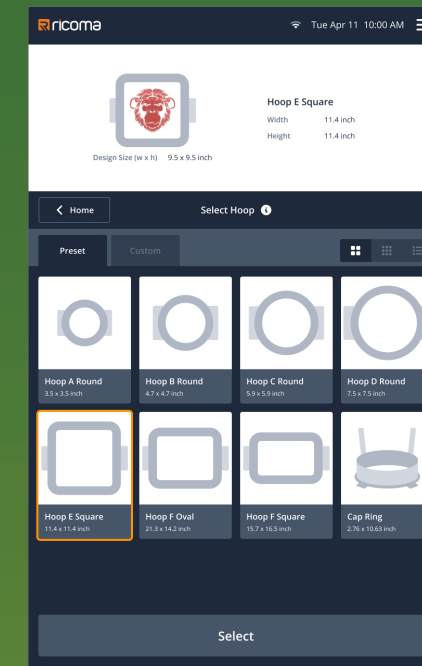 ricoma
Tue Apr 11 10:00 AM
Hoop E Square
Width 11.4 inch
Height 11.4 inch
Design Size (w x h) 9.5 x 9.5 inch
Home
Select Hoop
Preset
Custom
Hoop A Round
3.5 x 3.5 inch
Hoop B Round
4.7 x 4.7 inch
Hoop C Round
5.9 x 5.9 inch
Hoop D Round
7.5 x 7.5 inch
Hoop E Square
11.4 x 11.4 inch
Hoop F Oval
21.3 x 14.2 inch
Hoop F Square
15.7 x 16.5 inch
Cap Ring
2.76 x 10.63 inch
Select